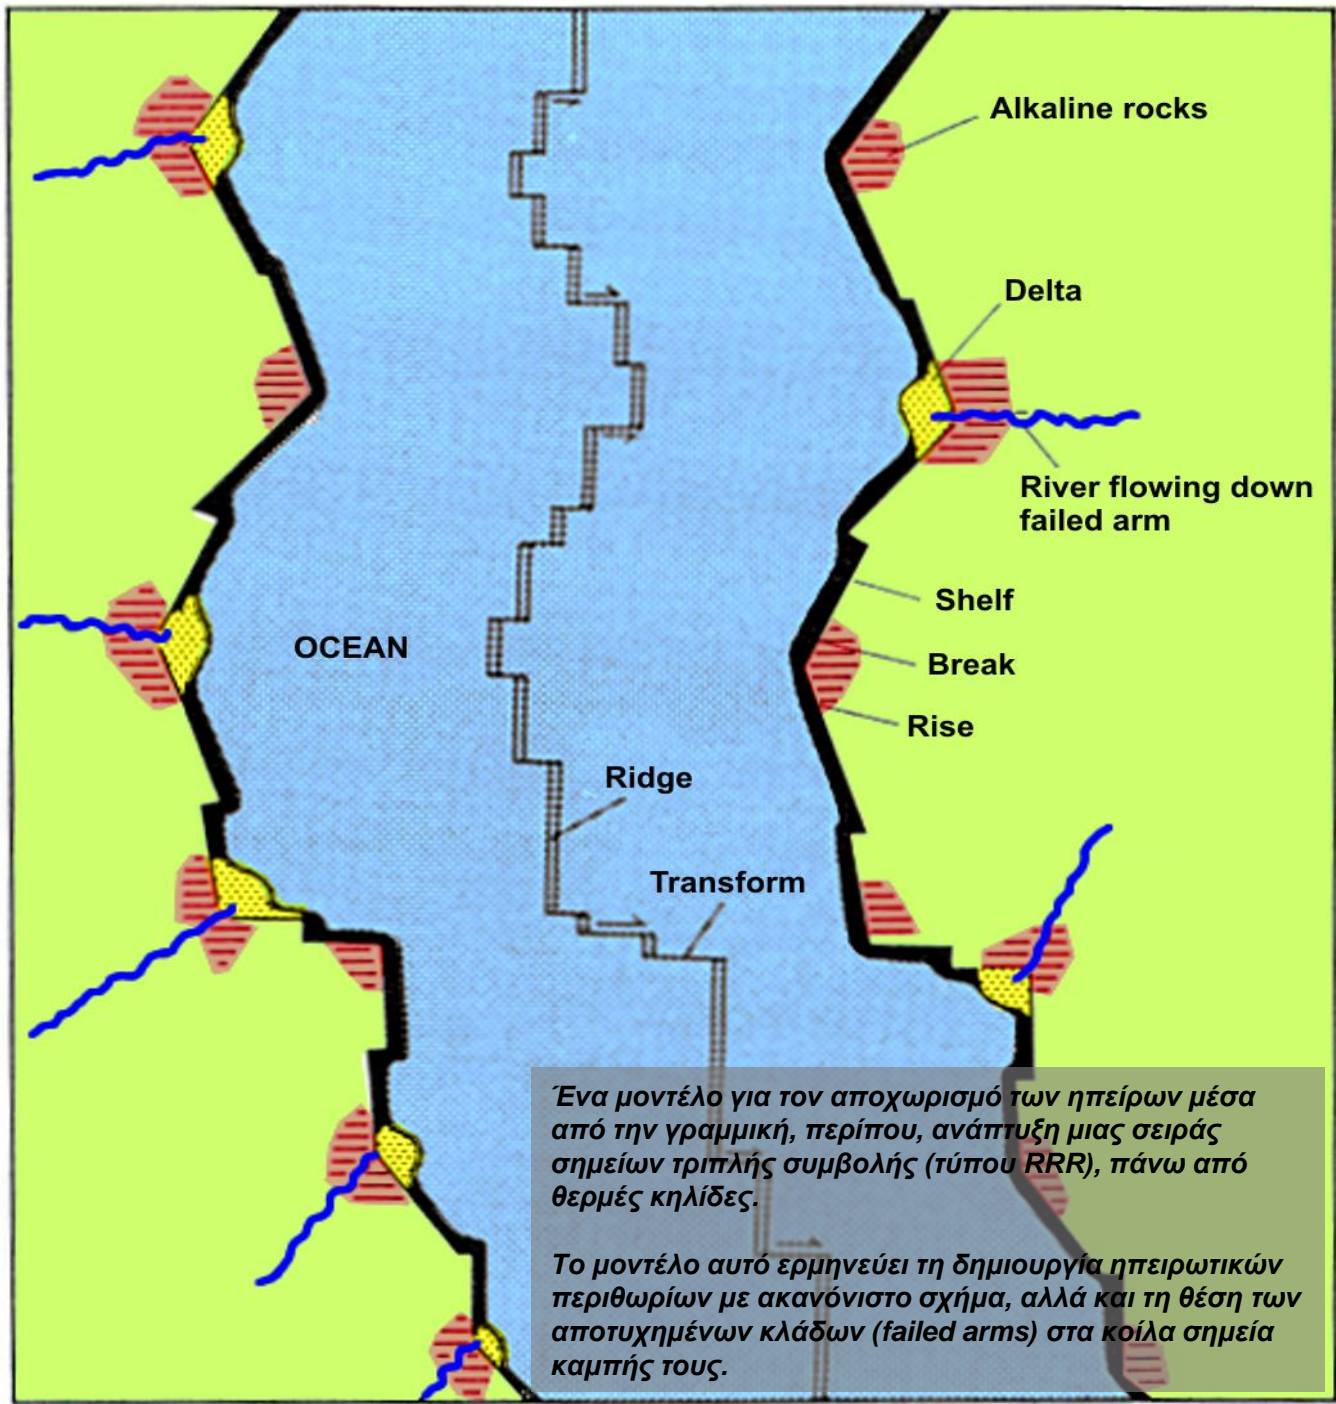 Alkaline rocks
Delta
River flowing down
failed arm
Shelf
OCEAN
Break
Rise
Ridge
Transform
Ένα μοντέλο για τον αποχωρισμό των ηπείρων μέσα
από την γραμμική, περίπου, ανάπτυξη μιας σειράς
σημείων τριπλής συμβολής (τύπου RRR), πάνω από
θερμές κηλίδες.
Το μοντέλο αυτό ερμηνεύει τη δημιουργία ηπειρωτικών
περιθωρίων με ακανόνιστο σχήμα, αλλά και τη θέση των
αποτυχημένων κλάδων (failed arms) στα κοίλα σημεία
καμπής τους.